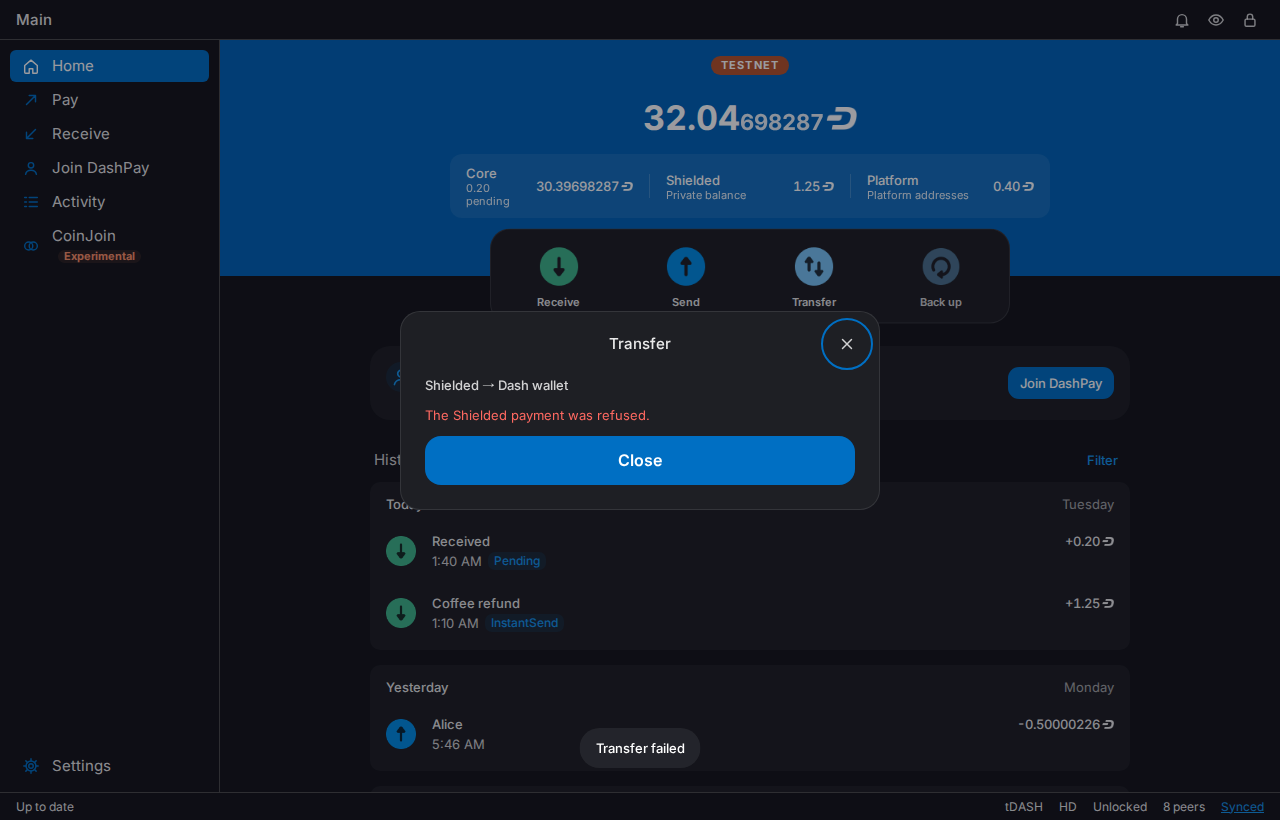 Main
Home
Pay
Receive
Join DashPay
Activity
CoinJoin
Experimental
Settings
TESTNET
32.04698287
Core
0.20
pending
30.39698287
Shielded
Private balance
1.25
Platform
Platform addresses
0.40
Receive
Send
Transfer
Back up
Transfer
Shielded → Dash wallet
The Shielded payment was refused.
Close
Join DashPay
Filter
Tuesday
Received
+0.20
1:40 AM Pending
Coffee refund
+1.25
1:10 AM InstantSend
Yesterday
Monday
Alice
-0.50000226
5:46 AM
Transfer failed
Up to date
tDASH HD Unlocked 8 peers Synced